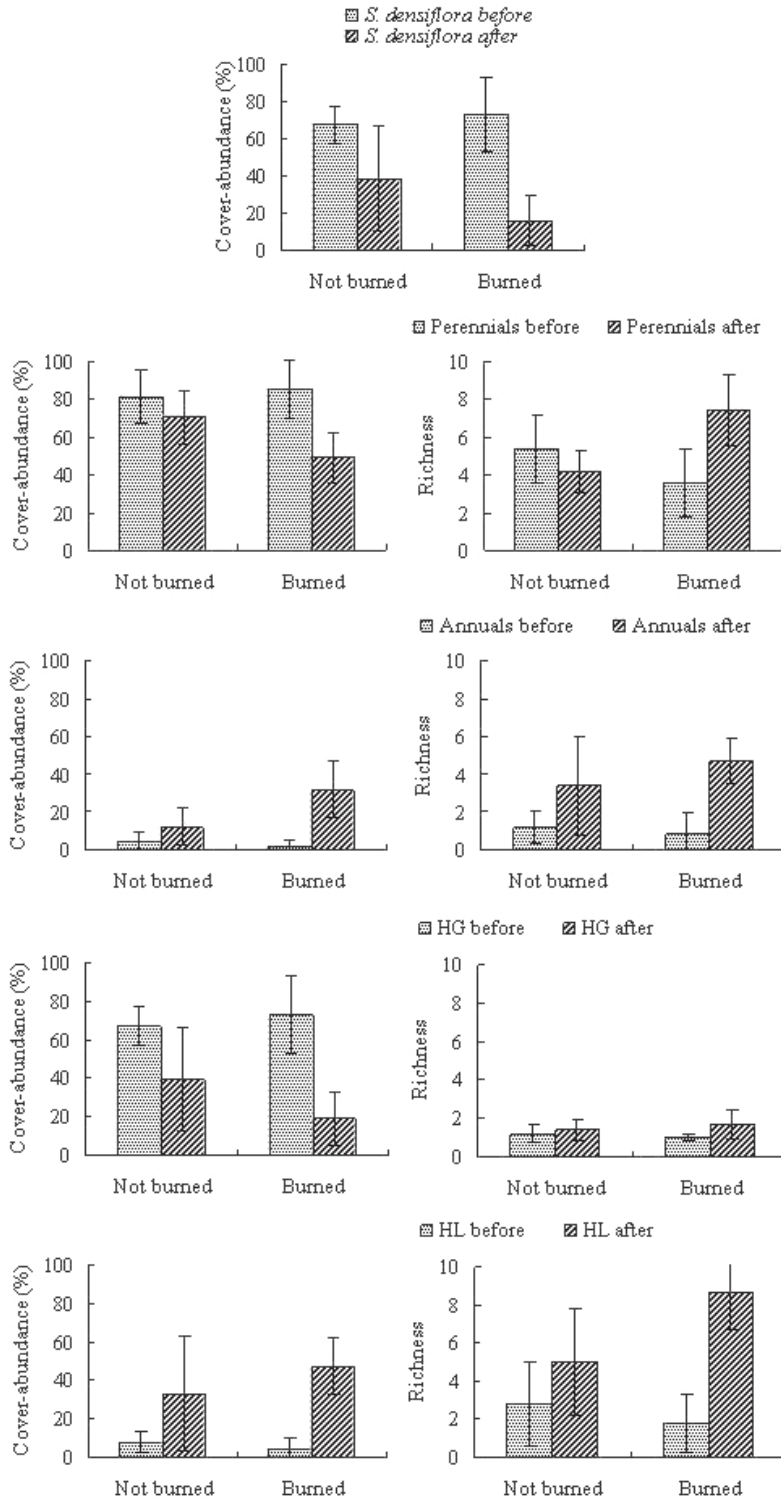 S. densiflora before
S. densiflora after
Cover-abundance (%)
100
80
60
40
20
0
Not burned
Burned
Perennials before
Perennials after
Cover-abundance (%)
100
80
60
40
20
0
Not burned
Burned
Richness
10
8
6
4
2
0
Not burned
Burned
Annuals before
Annuals after
Cover-abundance (%)
100
80
60
40
20
0
Not burned
Burned
Richness
10
8
6
4
2
0
Not burned
Burned
HG before
HG after
Cover-abundance (%)
100
80
60
40
20
0
Not burned
Burned
Richness
10
8
6
4
2
0
Not burned
Burned
HL before
HL after
Cover-abundance (%)
100
80
60
40
20
0
Not burned
Burned
Richness
10
8
6
4
2
0
Not burned
Burned